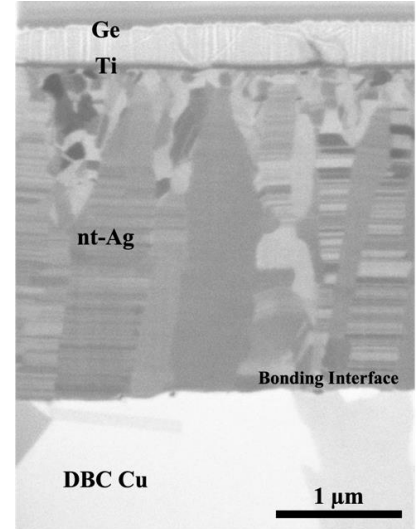 Ge
Ti
nt-Ag
Bonding Interface
DBC Cu
1 μm